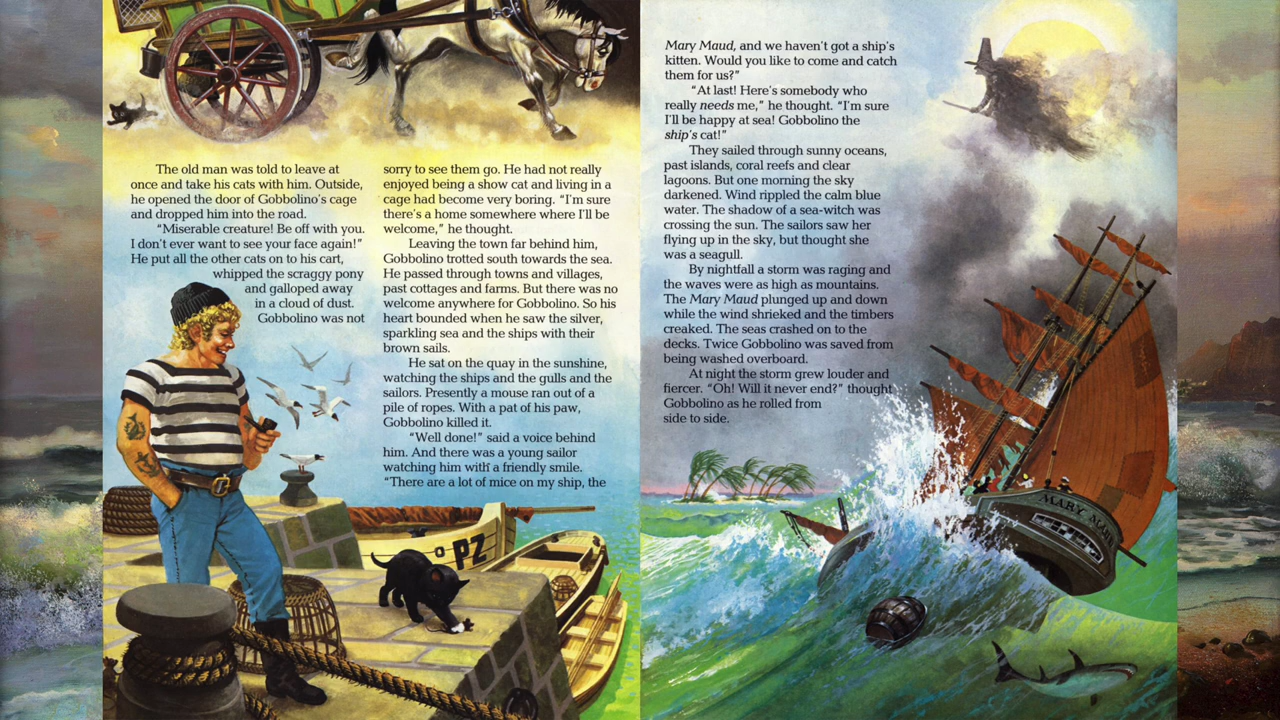 The old man was told to leave at
once and take his cats with him. Outside,
he opened the door of Gobbolino's cage
and dropped him into the road.
"Miserable creature! Be off with you.
I don't ever want to see your face again!"
He put all the other cats on to his cart,
whipped the scraggy pony
and galloped away
in a cloud of dust.
Gobbolino was not
sorry to see them go. He had not really
enjoyed being a show cat and living in a
cage had become very boring. "I'm sure
there's a home somewhere where I'll be
welcome," he thought.
Leaving the town far behind him,
Gobbolino trotted south towards the sea.
He passed through towns and villages,
past cottages and farms. But there was no
welcome anywhere for Gobbolino. So his
heart bounded when he saw the silver,
sparkling sea and the ships with their
brown sails.
He sat on the quay in the sunshine,
watching the ships and the gulls and the
sailors. Presently a mouse ran out of a
pile of ropes. With a pat of his paw,
Gobbolino killed it.
"Well done!" said a voice behind
him. And there was a young sailor
watching him with a friendly smile.
"There are a lot of mice on my ship, the
PZ
Mary Maud, and we haven't got a ship's
kitten. Would you like to come and catch
them for us?"
"At last! Here's somebody who
really needs me," he thought. "I'm sure
I'll be happy at sea! Gobbolino the
ship's cat!"
They sailed through sunny oceans,
past islands, coral reefs and clear
lagoons. But one morning the sky
darkened. Wind rippled the calm blue
water. The shadow of a sea-witch was
crossing the sun. The sailors saw her
flying up in the sky, but thought she
was a seagull.
By nightfall a storm was raging and
the waves were as high as mountains.
The Mary Maud plunged up and down
while the wind shrieked and the timbers
creaked. The seas crashed on to the
decks. Twice Gobbolino was saved from
being washed overboard.
At night the storm grew louder and
fiercer. "Oh! Will it never end?" thought
Gobbolino as he rolled from
side to side.
MARY